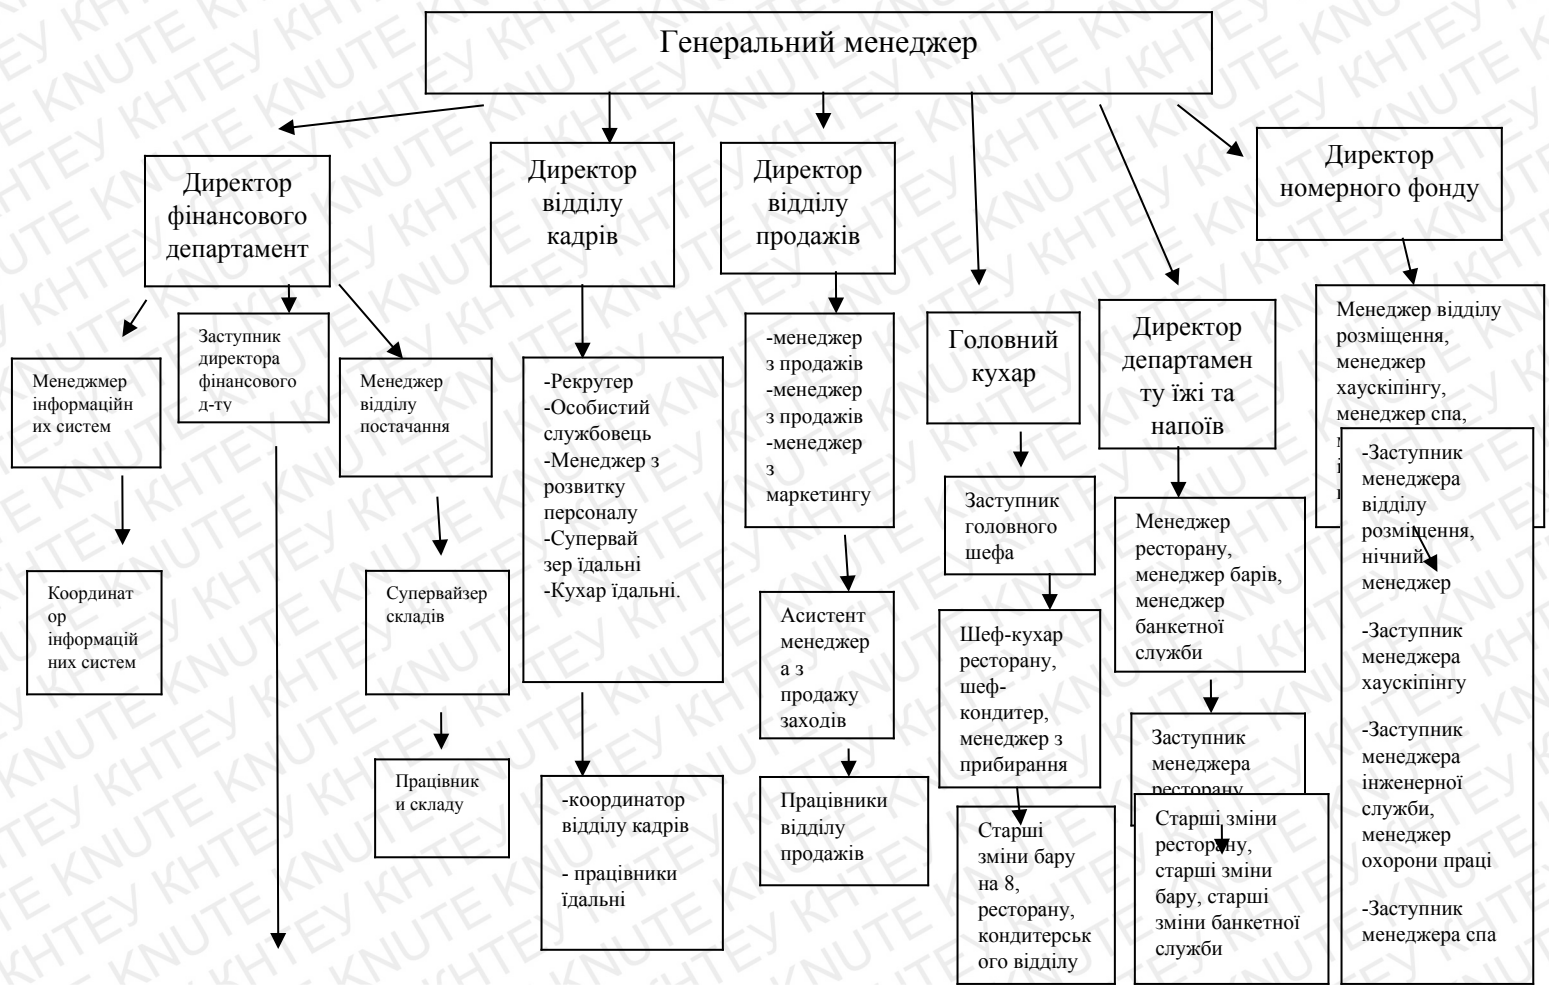 Генеральний менеджер
Директор
фінансового
департамент
Директор
відділу
кадрів
Директор
відділу
продажів
Директор
номерного фонду
Менеджмер
інформаційн
их систем
Заступник
директора
фінансового
д-ту
Менеджер
відділу
постачання
-Рекрутер
-Особистий
службовець
-Менеджер з
розвитку
персоналу
-Супервай
зер їдальні
-Кухар їдальні.
-менеджер
з продажів
-менеджер
з продажів
-менеджер
з
маркетингу
Головний
кухар
Директор
департамен
ту їжі та
напоїв
Менеджер відділу
розміщення,
менеджер
хаускіпінгу,
менеджер спа,
Координат
ор
інформацій
них систем
Супервайзер
складів
Працівник
и складу
-координатор
відділу кадрів
- працівники
їдальні
Асистент
менеджер
а з
продажу
заходів
Працівники
відділу
продажів
Заступник
головного
шефа
Шеф-кухар
ресторану,
шеф-
кондитер,
менеджер з
прибирання
Старші
зміни бару
на 8,
ресторану,
кондитерськ
ого відділу
Менеджер
ресторану,
менеджер барів,
менеджер
банкетної
служби
Заступник
менеджера
ресторану
Старші зміни
ресторану,
старші зміни
бару, старші
зміни банкетної
служби
-Заступник
менеджера
відділу
розміщення,
нічний
менеджер
-Заступник
менеджера
хаускіпінгу
-Заступник
менеджера
інженерної
служби,
менеджер
охорони праці
-Заступник
менеджера спа